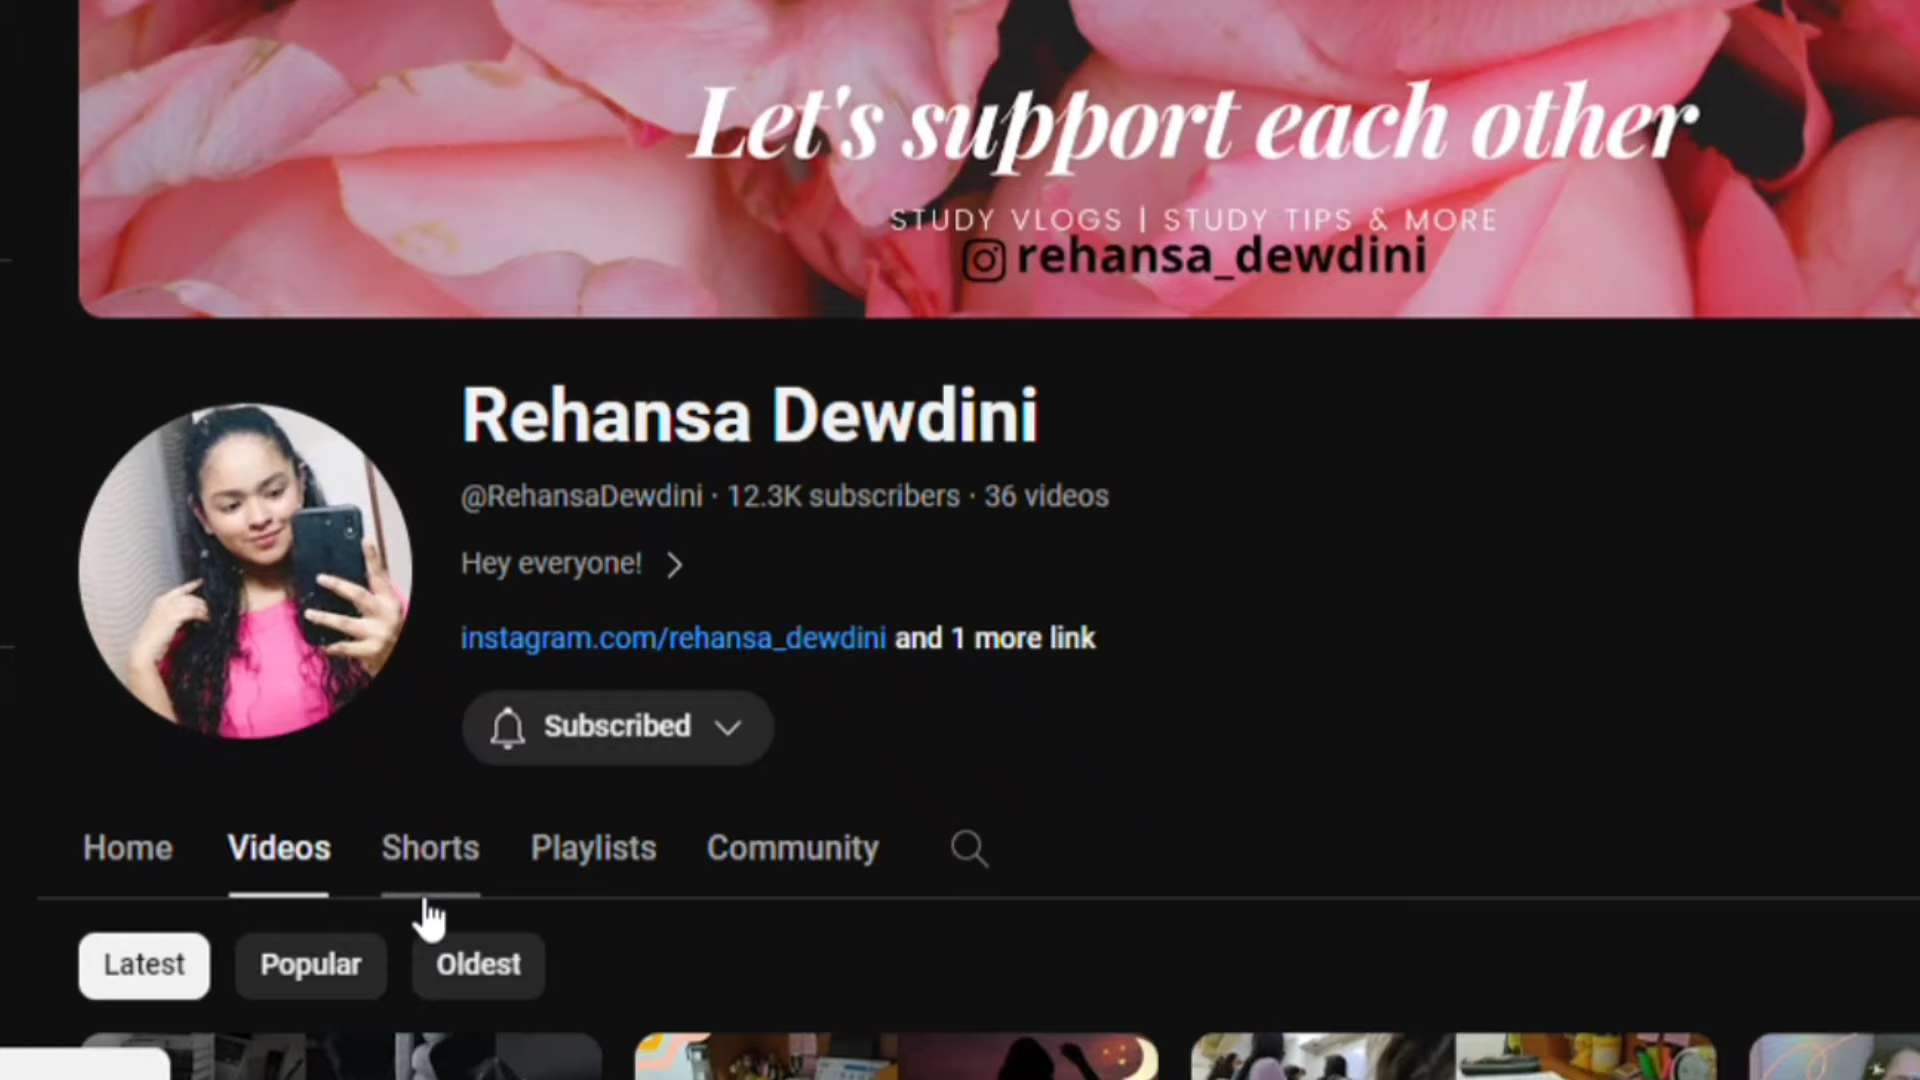 Let's support each other
STUDY VLOGS | STUDY TIPS & MORE
rehansa_dewdini
Rehansa Dewdini
@RehansaDewdini · 12.3K subscribers · 36 videos
Hey everyone!
instagram.com/rehansa_dewdini and 1 more link
Subscribed
Home Videos Shorts Playlists Community
Latest Popular Oldest